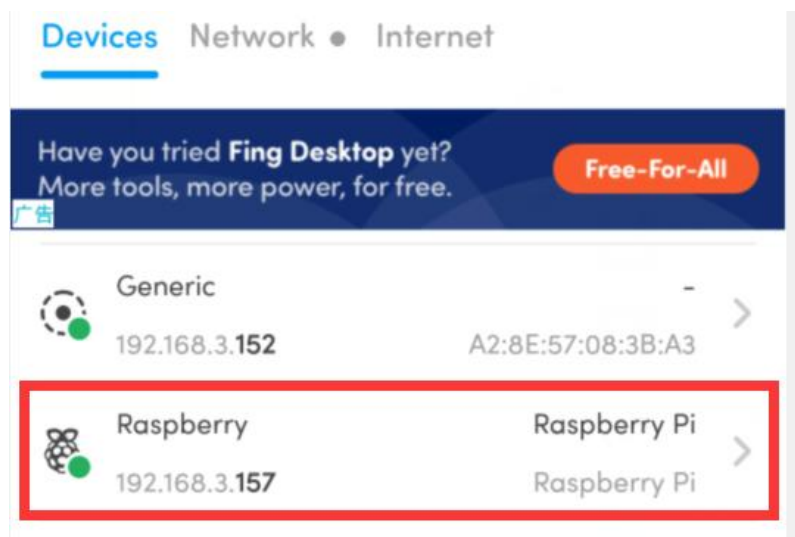 Devices Network Internet
Have you tried Fing Desktop yet?
More tools, more power, for free.
Free-For-All
广告
Generic -
192.168.3.152 A2:8E:57:08:3B:A3
Raspberry Raspberry Pi
192.168.3.157 Raspberry Pi